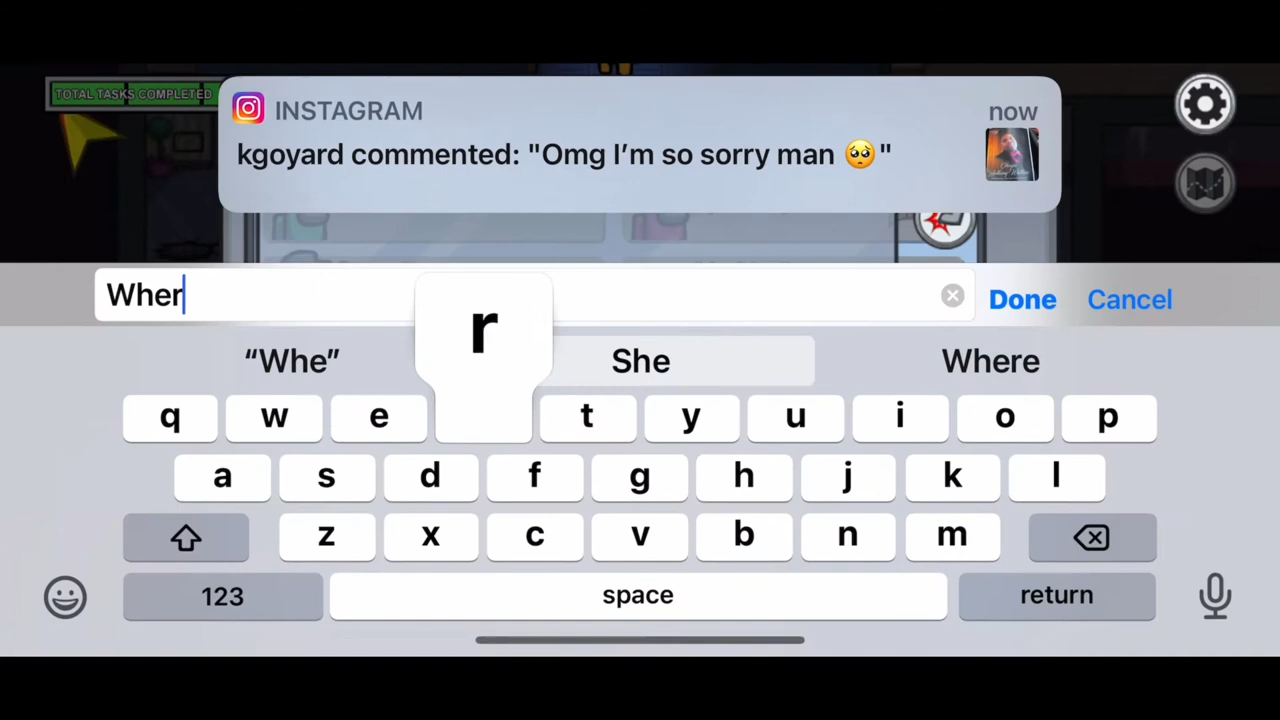 TOTAL TASKS COMPLETED
INSTAGRAM
now
kgoyard commented: "Omg I’m so sorry man 🥺"
Wher
Done
Cancel
r
“Whe”
She
Where
q w e t y u i o p
a s d f g h j k l
z x c v b n m
123
space
return